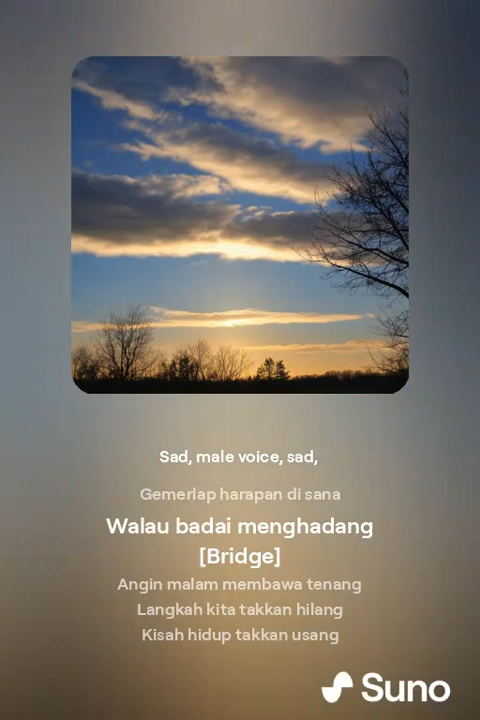 Sad, male voice, sad,
Gemerlap harapan di sana
Walau badai menghadang
[Bridge]
Angin malam membawa tenang
Langkah kita takkan hilang
Kisah hidup takkan usang
Suno